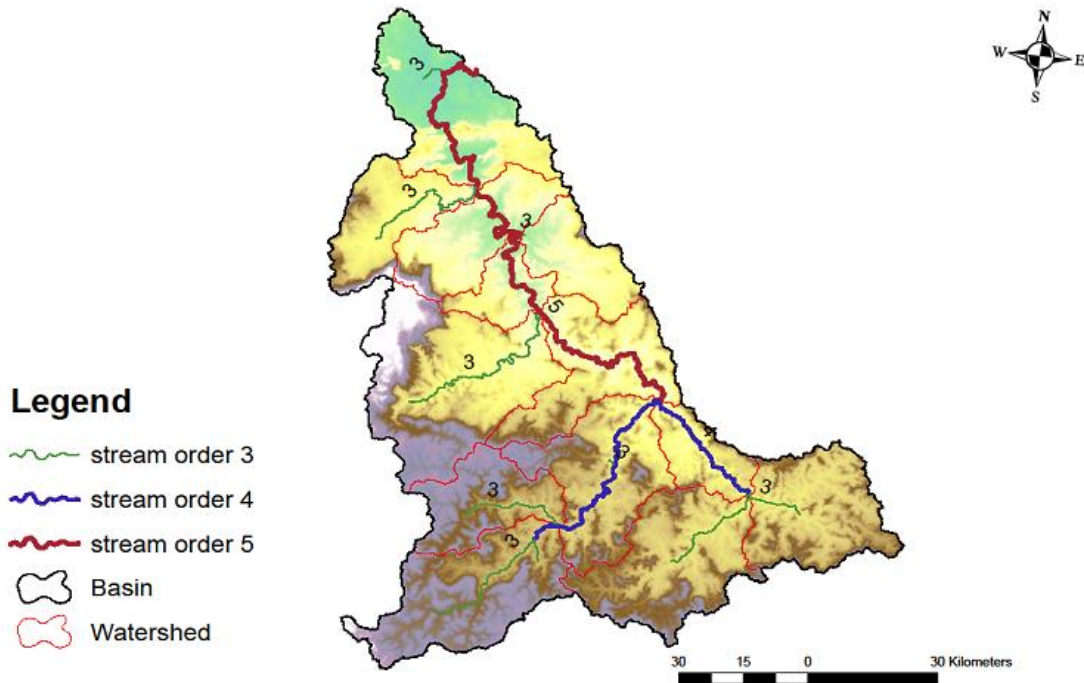 N
W E
S
3
3
3
5
3
4
3
3
3
3
Legend
stream order 3
stream order 4
stream order 5
Basin
Watershed
30 15 0 30 Kilometers